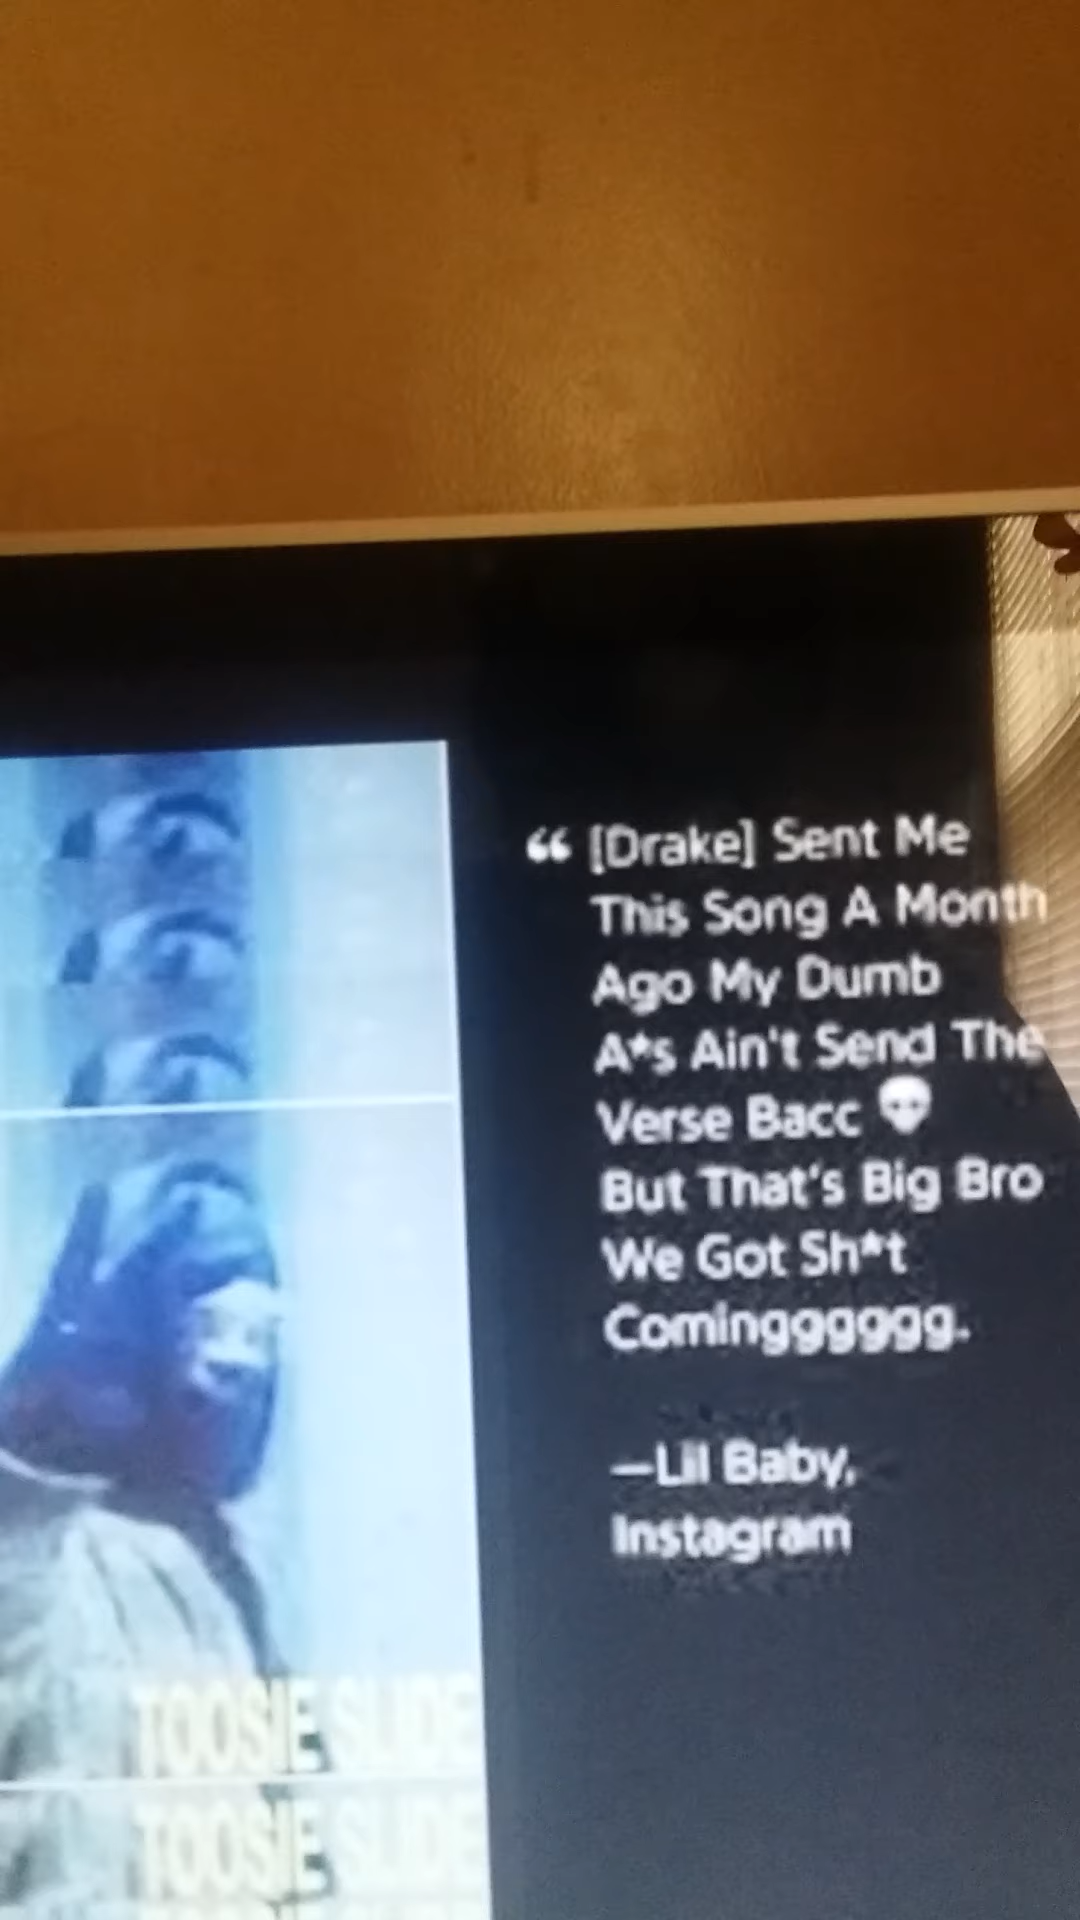 “ [Drake] Sent Me
This Song A Month
Ago My Dumb
A*s Ain't Send The
Verse Bacc 💀
But That's Big Bro
We Got Sh*t
Cominggggggg.
—Lil Baby,
Instagram
TOOSIE SLIDE
TOOSIE SLIDE